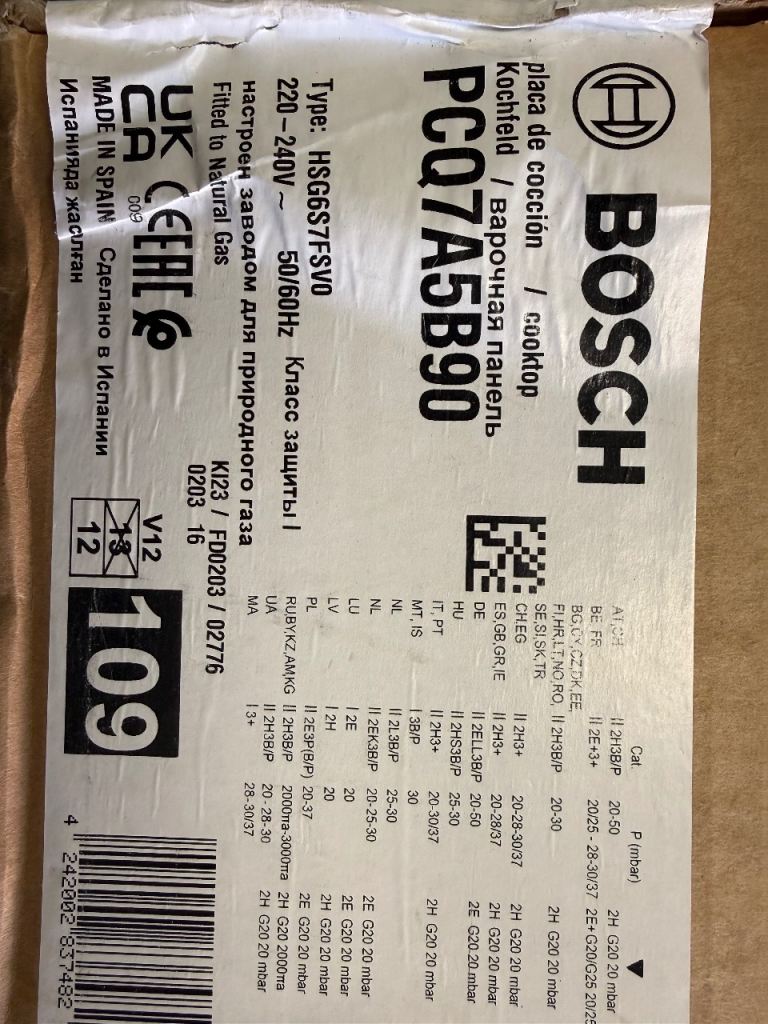 BOSCH
placa de cocción / cooktop
Kochfeld / варочная панель
PCQ7A5B90
Type: HSG6S7FSV0
220–240V ~ 50/60Hz Класс защиты I
настроен заводом для природного газа
Fitted to Natural Gas
KI23 / FD0203 / 02776
0203 16
UK
CA
CE
009
EAC
MADE IN SPAIN Сделано в Испании
Испанияда жасалған
V12
13
12
109
Cat. P (mbar)
AT,CH II 2H3B/P 20-50 2H G20 20 mbar
BE, FR II 2E+3+ 20/25 - 28-30/37 2E+ G20/G25 20/25
BG,CY,CZ,DK,EE,
FI,HR,LT,NO,RO, II 2H3B/P 20-30 2H G20 20 mbar
SE,SI,SK,TR
CH,EG II 2H3+ 20-28-30/37 2H G20 20 mbar
ES,GB,GR,IE II 2H3+ 20-28/37 2H G20 20 mbar
DE II 2ELL3B/P 20-50 2E G20 20 mbar
HU II 2HS3B/P 25-30
IT, PT II 2H3+ 20-30/37 2H G20 20 mbar
MT, IS I 3B/P 30
NL II 2L3B/P 25-30
NL II 2EK3B/P 20-25-30
LU I 2E 20 2E G20 20 mbar
LV I 2H 20 2H G20 20 mbar
PL II 2E3P(B/P) 20-37 2E G20 20 mbar
RU,BY,KZ,AM,KG II 2H3B/P 2000пa-3000пa 2H G20 2000пa
UA II 2H3B/P 20 - 28-30 2H G20 20 mbar
MA I 3+ 28-30/37
4 242002 837482